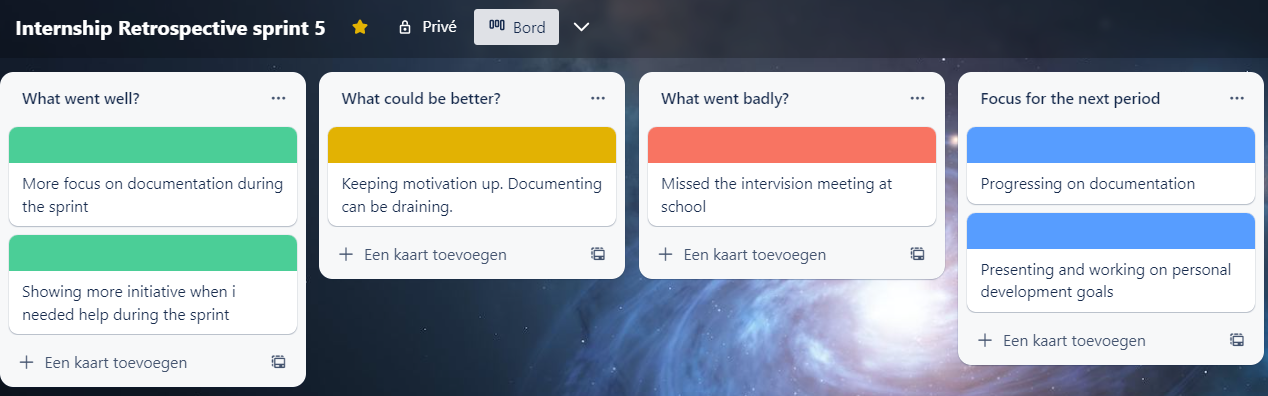 Internship Retrospective sprint 5
Privé
Bord
What went well?
More focus on documentation during
the sprint
Showing more initiative when i
needed help during the sprint
Een kaart toevoegen
What could be better?
Keeping motivation up. Documenting
can be draining.
Een kaart toevoegen
What went badly?
Missed the intervision meeting at
school
Een kaart toevoegen
Focus for the next period
Progressing on documentation
Presenting and working on personal
development goals
Een kaart toevoegen